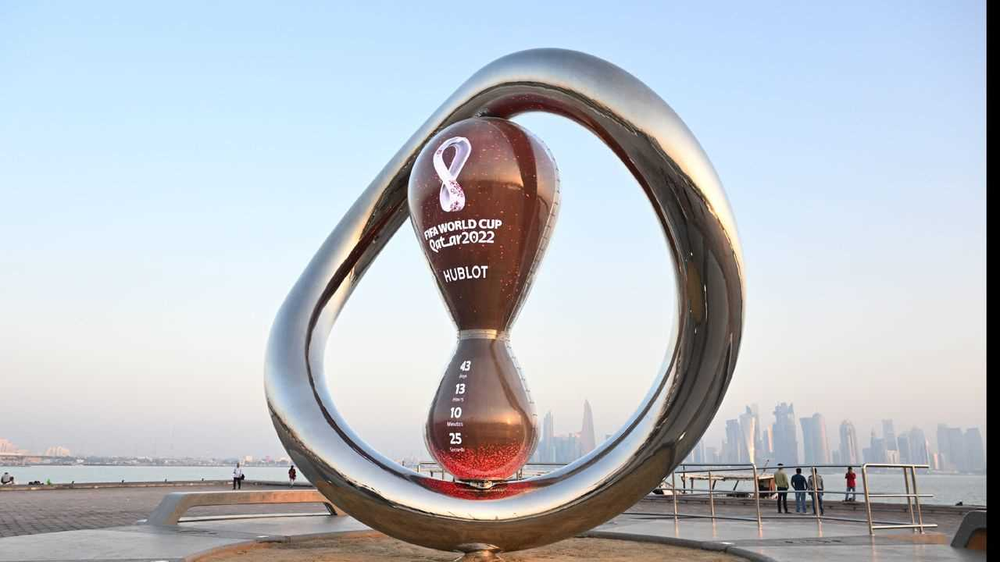 FIFA WORLD CUP
Qatar2022
HUBLOT
43
Days
13
Hours
10
Minutes
25
Seconds